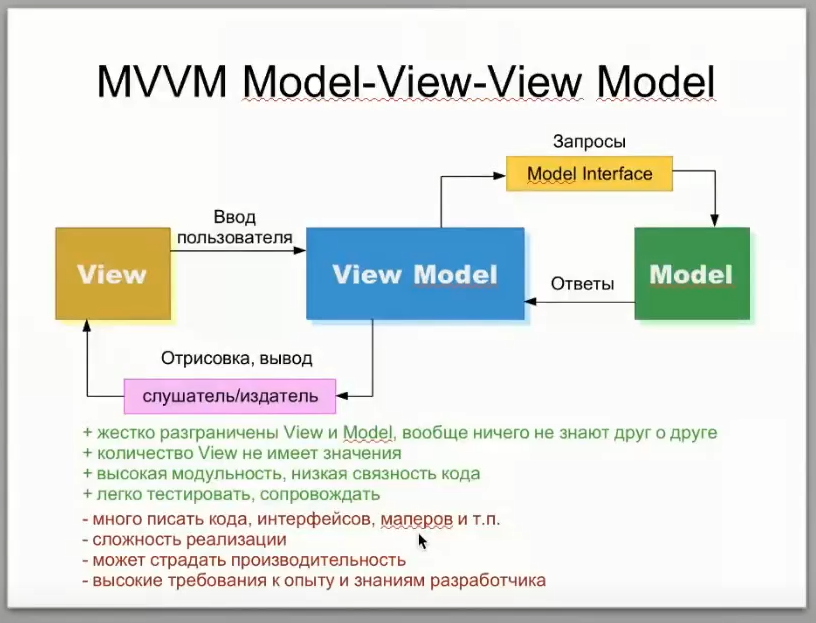 MVVM Model-View-View Model
Запросы
Model Interface
Ввод
пользователя
View
View Model
Model
Ответы
Отрисовка, вывод
слушатель/издатель
+ жестко разграничены View и Model, вообще ничего не знают друг о друге
+ количество View не имеет значения
+ высокая модульность, низкая связность кода
+ легко тестировать, сопровождать
- много писать кода, интерфейсов, маперов и т.п.
- сложность реализации
- может страдать производительность
- высокие требования к опыту и знаниям разработчика